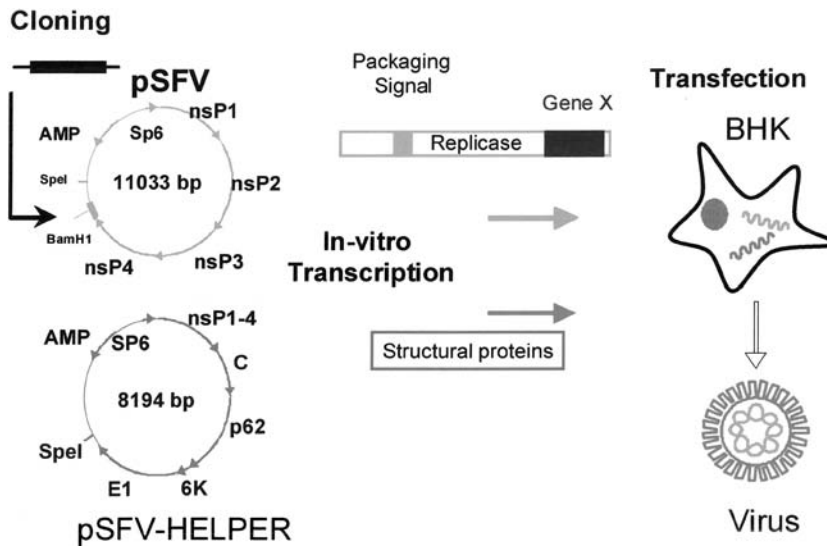 Cloning
pSFV
AMP
Sp6
nsP1
SpeI
11033 bp
nsP2
BamH1
nsP4
nsP3
AMP
SP6
nsP1-4
C
8194 bp
p62
SpeI
E1
6K
pSFV-HELPER
Packaging
Signal
Gene X
Replicase
In-vitro
Transcription
Structural proteins
Transfection
BHK
Virus